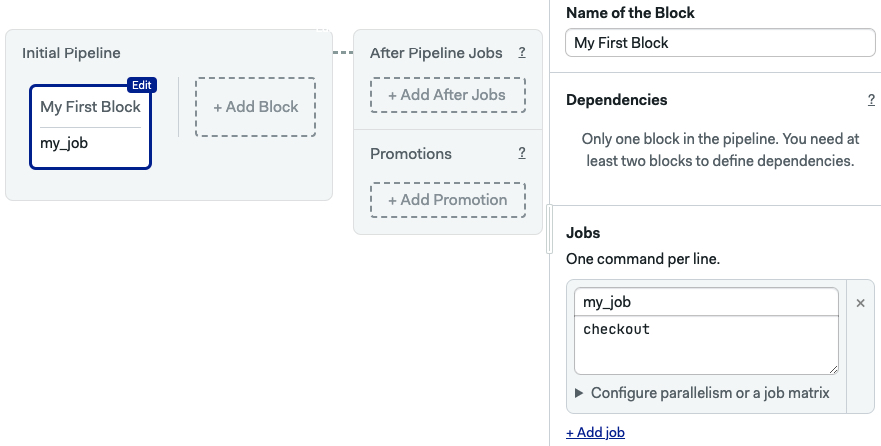 Initial Pipeline
Edit
My First Block
my_job
+ Add Block
After Pipeline Jobs ?
+ Add After Jobs
Promotions ?
+ Add Promotion
Name of the Block
My First Block
Dependencies ?
Only one block in the pipeline. You need at
least two blocks to define dependencies.
Jobs
One command per line.
my_job ×
checkout
Configure parallelism or a job matrix
+ Add job